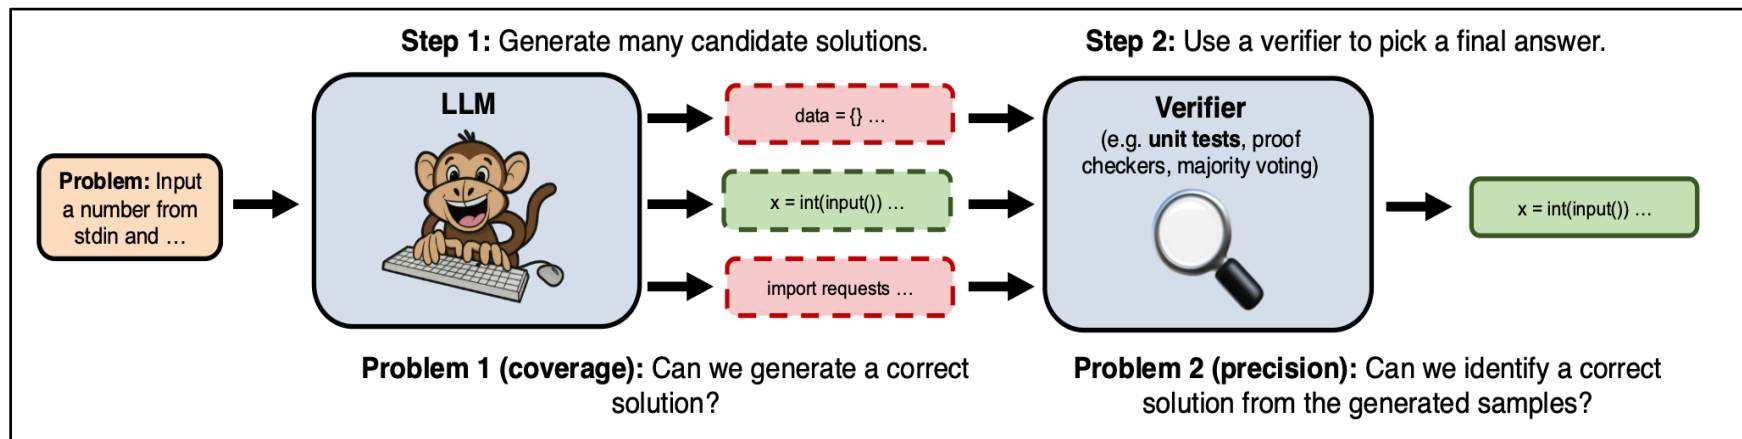 Step 1: Generate many candidate solutions.
Step 2: Use a verifier to pick a final answer.
Problem: Input
a number from
stdin and …
LLM
data = {} …
x = int(input()) …
import requests …
Verifier
(e.g. unit tests, proof
checkers, majority voting)
x = int(input()) …
Problem 1 (coverage): Can we generate a correct
solution?
Problem 2 (precision): Can we identify a correct
solution from the generated samples?